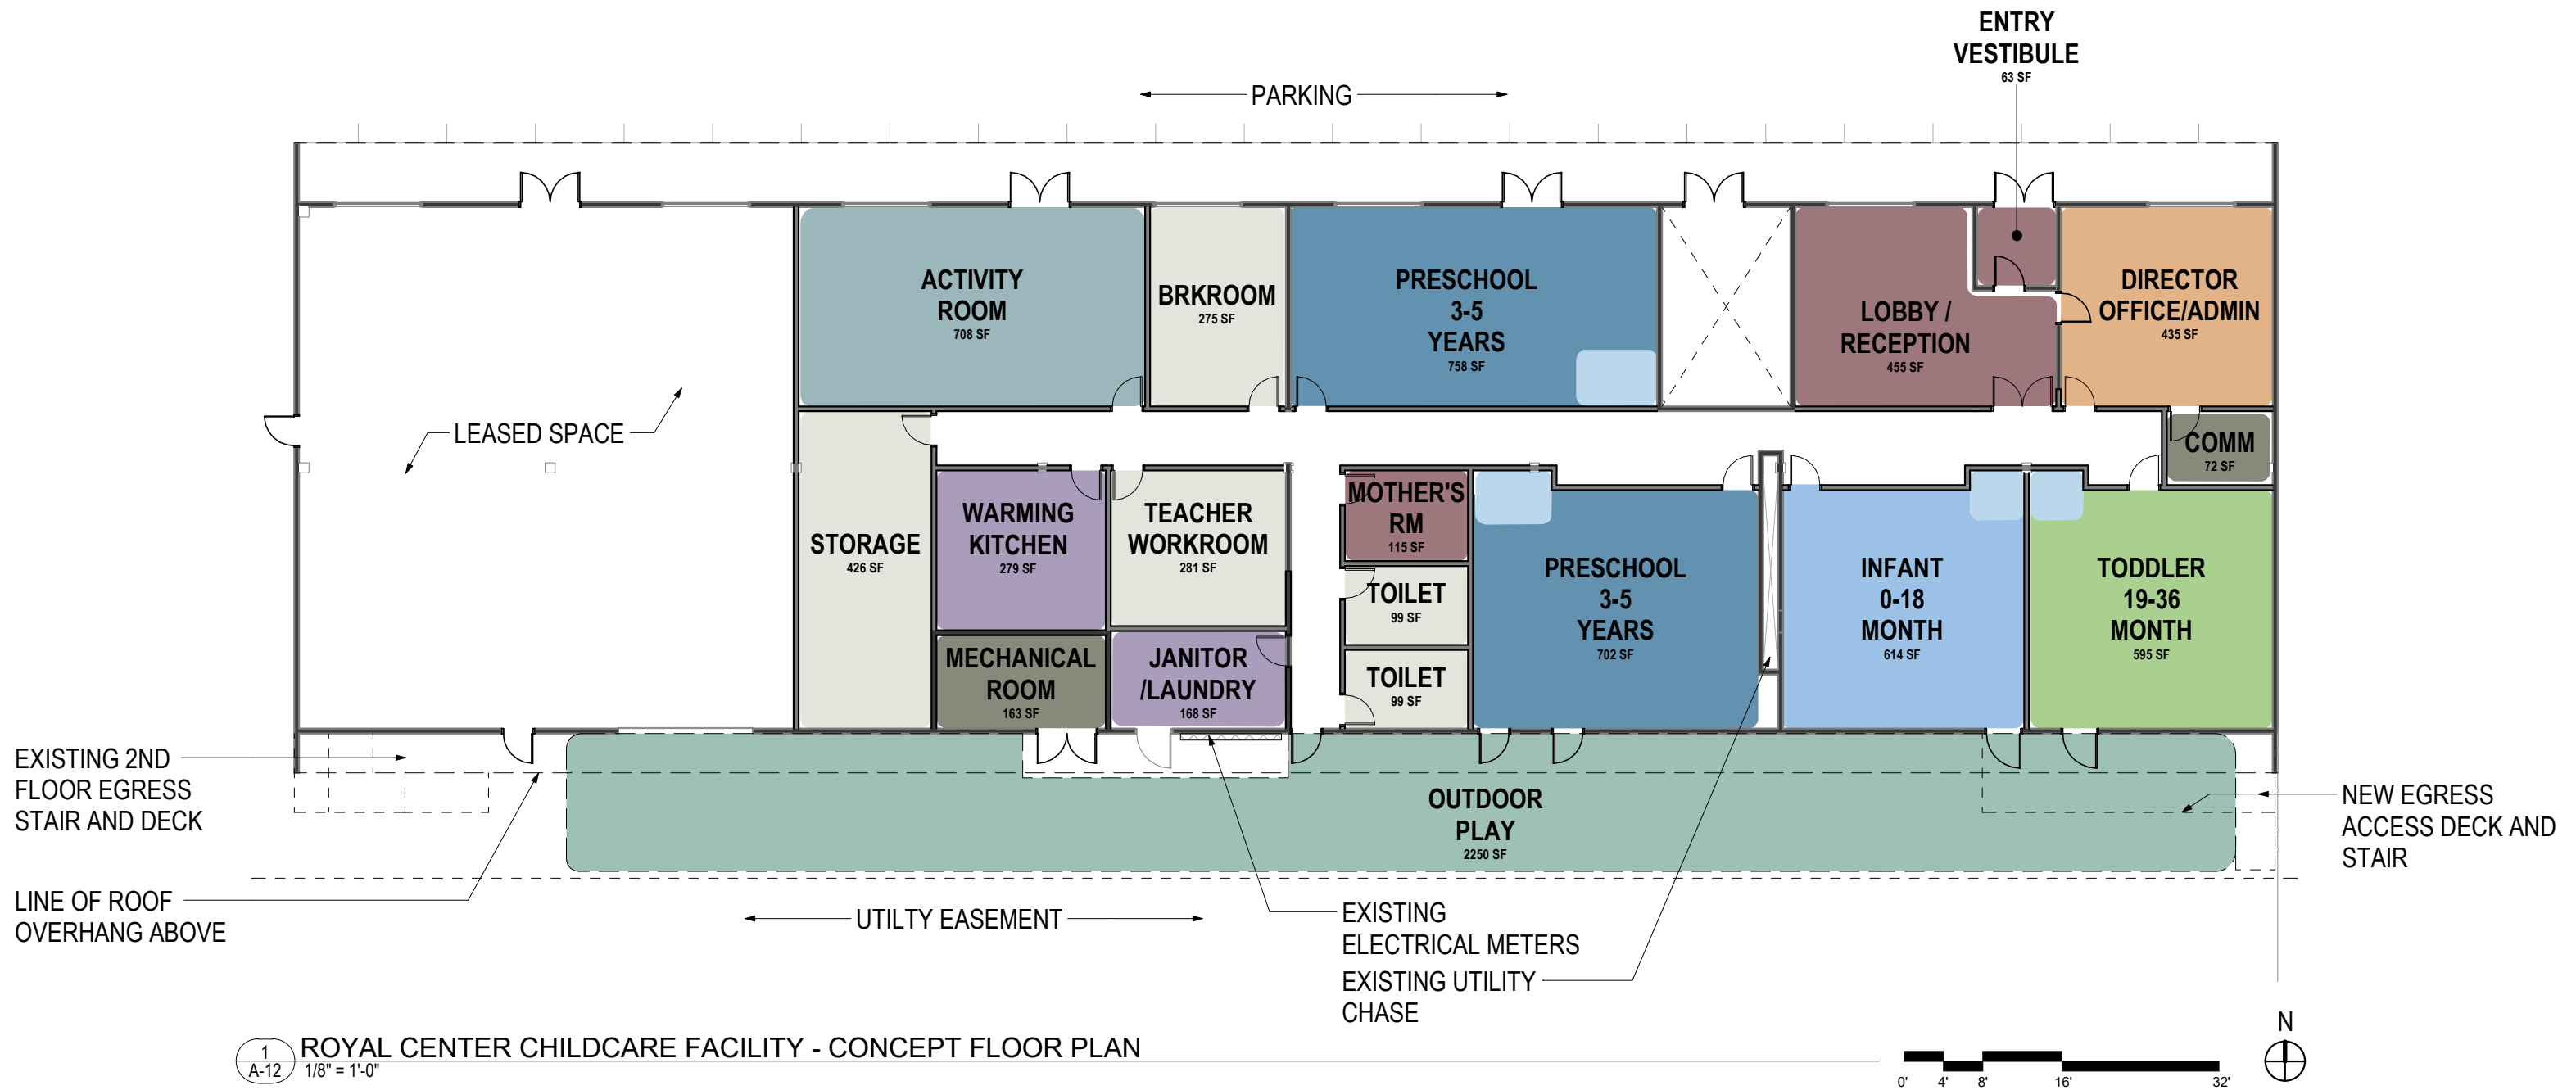 ENTRY
VESTIBULE
63 SF
PARKING
ACTIVITY
ROOM
708 SF
BRKROOM
275 SF
PRESCHOOL
3-5
YEARS
758 SF
LOBBY /
RECEPTION
455 SF
DIRECTOR
OFFICE/ADMIN
435 SF
LEASED SPACE
COMM
72 SF
STORAGE
426 SF
WARMING
KITCHEN
279 SF
TEACHER
WORKROOM
281 SF
MOTHER'S
RM
115 SF
TOILET
99 SF
TOILET
99 SF
PRESCHOOL
3-5
YEARS
702 SF
INFANT
0-18
MONTH
614 SF
TODDLER
19-36
MONTH
595 SF
MECHANICAL
ROOM
163 SF
JANITOR
/LAUNDRY
168 SF
EXISTING 2ND
FLOOR EGRESS
STAIR AND DECK
OUTDOOR
PLAY
2250 SF
NEW EGRESS
ACCESS DECK AND
STAIR
LINE OF ROOF
OVERHANG ABOVE
UTILTY EASEMENT
EXISTING
ELECTRICAL METERS
EXISTING UTILITY
CHASE
1
A-12
ROYAL CENTER CHILDCARE FACILITY - CONCEPT FLOOR PLAN
1/8" = 1'-0"
0' 4' 8' 16' 32'
N